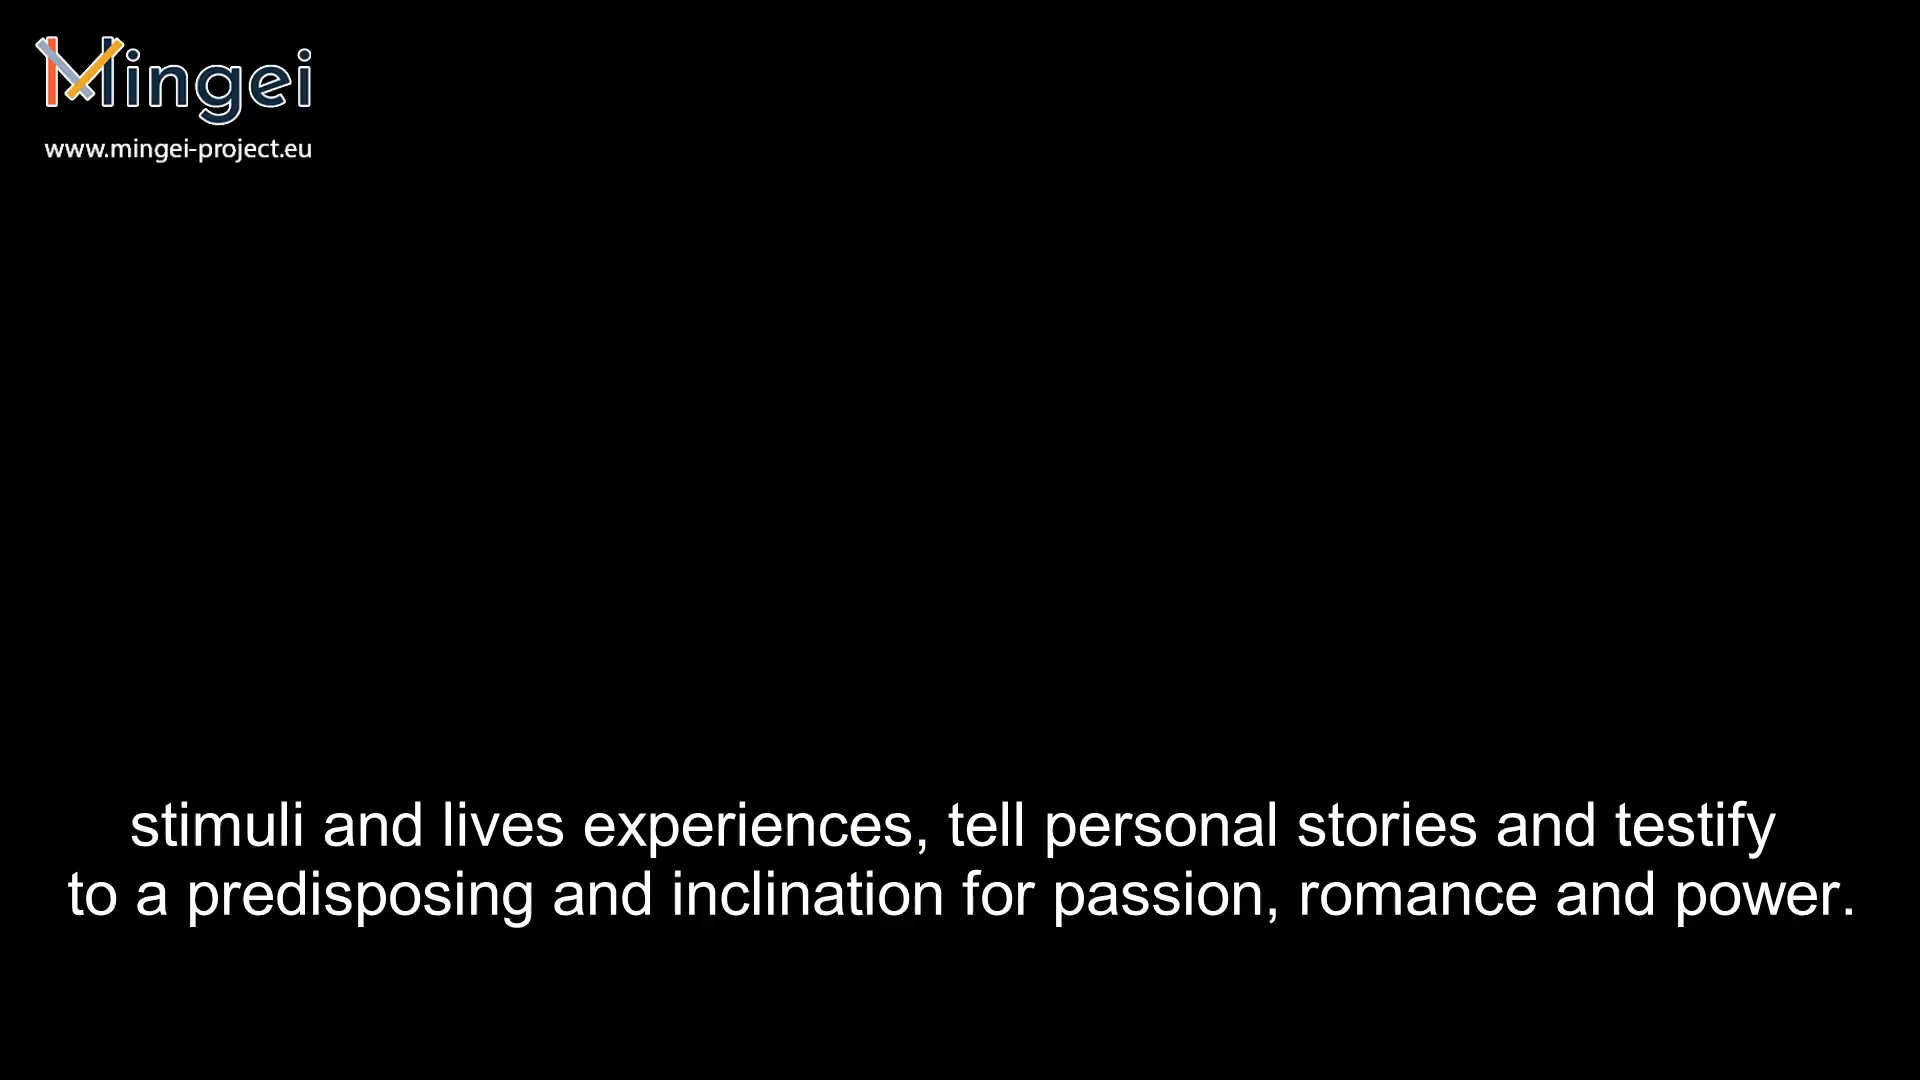 Mingei
www.mingei-project.eu
stimuli and lives experiences, tell personal stories and testify
to a predisposing and inclination for passion, romance and power.